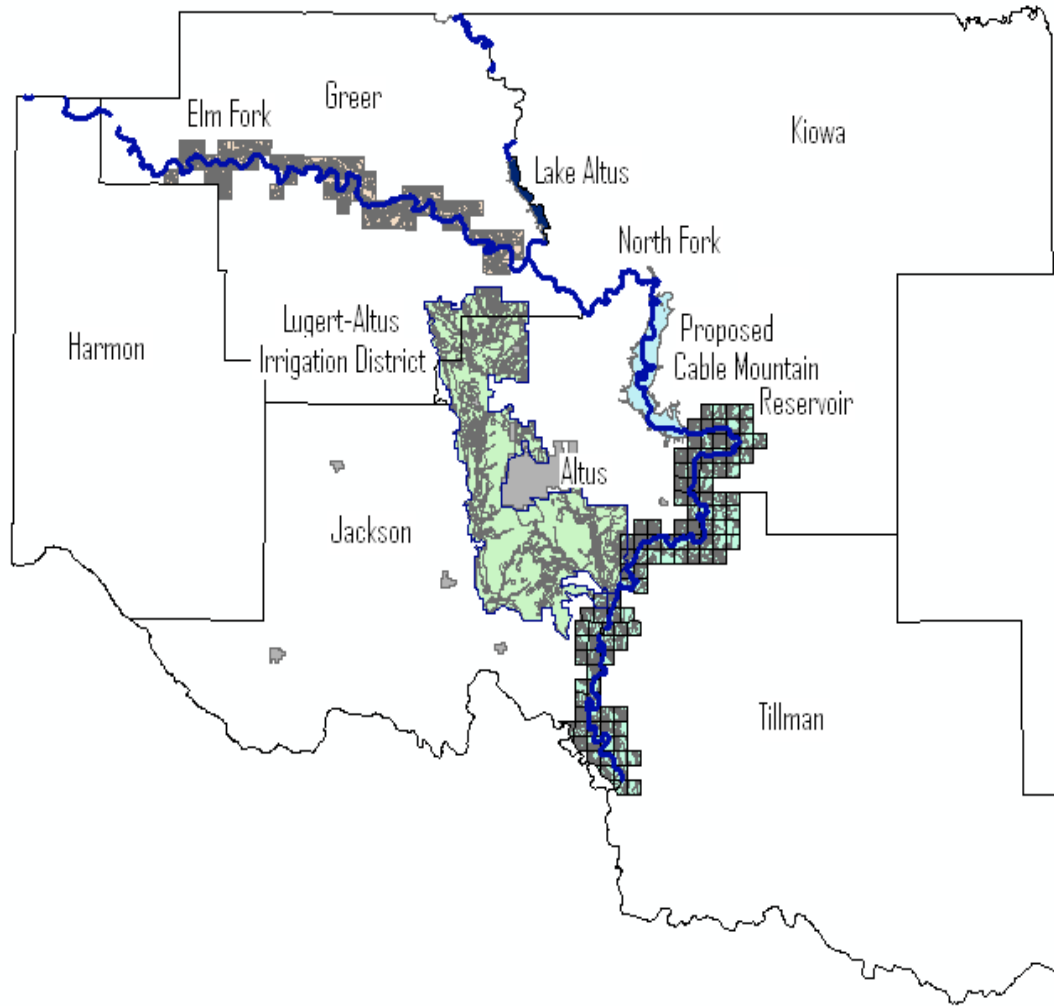 Greer
Elm Fork
Kiowa
Lake Altus
North Fork
Lugert-Altus
Irrigation District
Harmon
Proposed
Cable Mountain
Reservoir
Altus
Jackson
Tillman